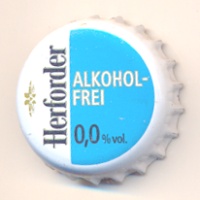 Herforder
ALKOHOL-
FREI
0,0 % vol.